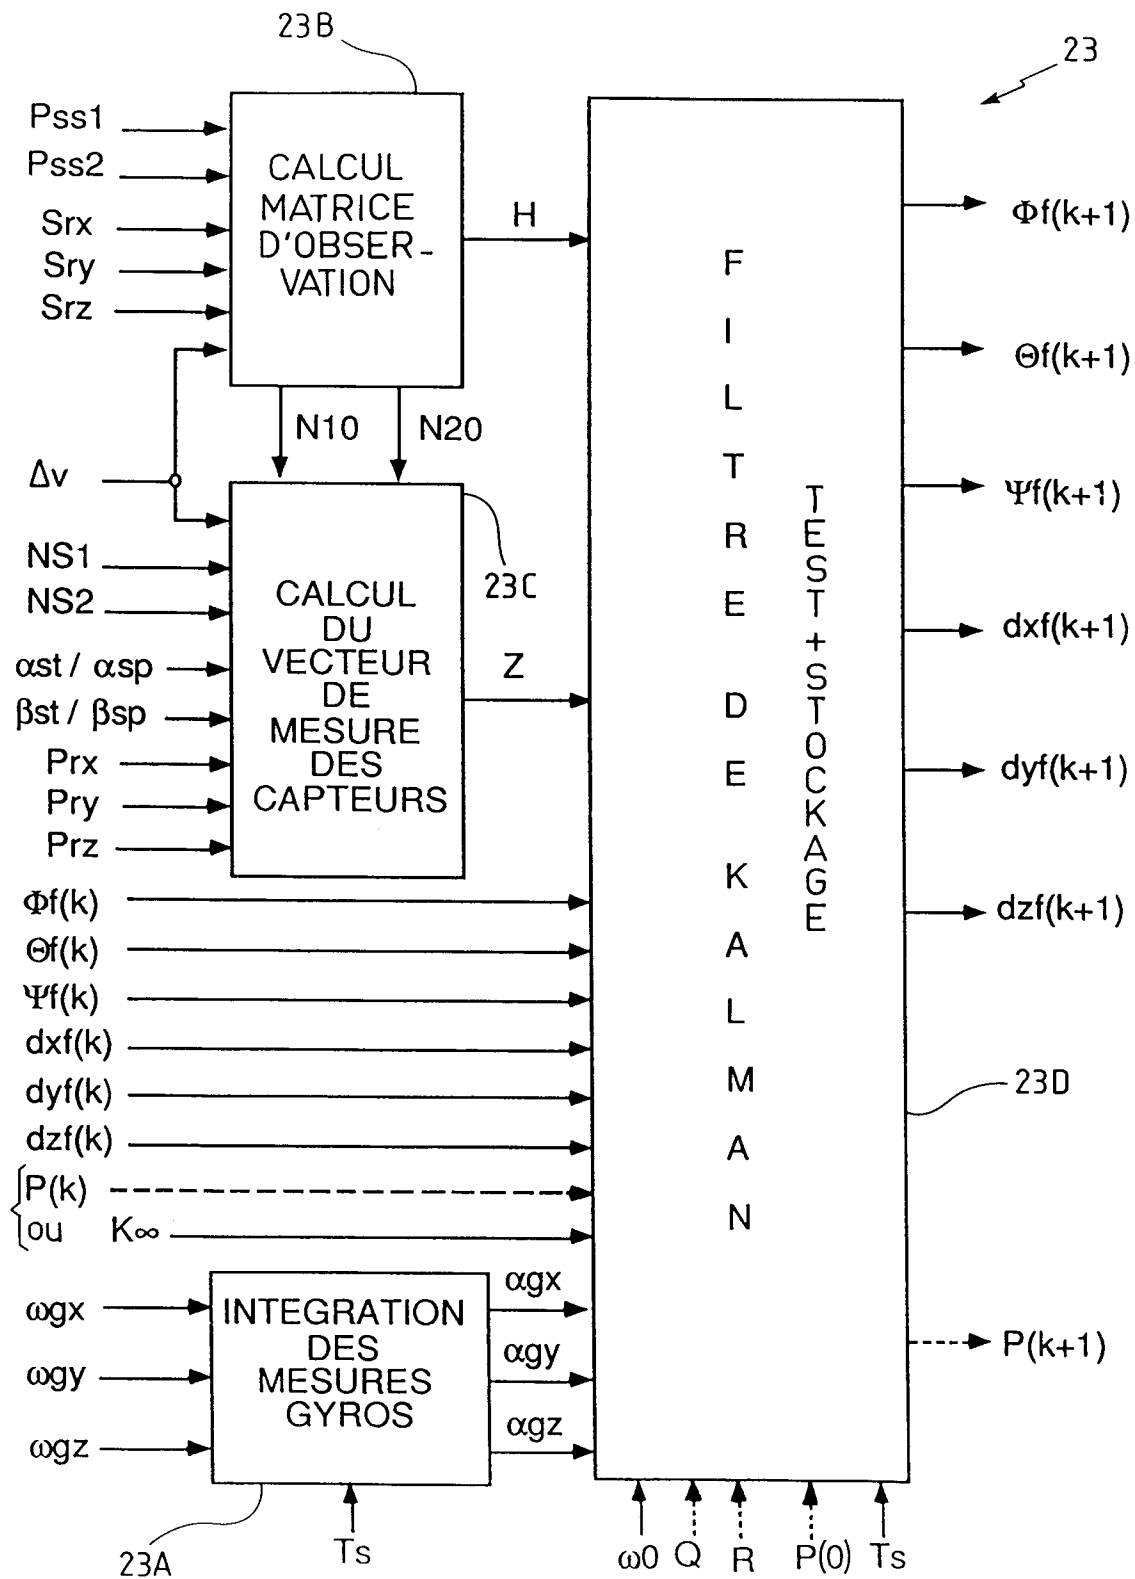 23B
23
Pss1
Pss2
Srx
Sry
Srz
CALCUL
MATRICE
D'OBSER-
VATION
H
N10
N20
Δv
NS1
NS2
αst / αsp
βst / βsp
Prx
Pry
Prz
23C
CALCUL
DU
VECTEUR
DE
MESURE
DES
CAPTEURS
Z
Φf(k)
Θf(k)
Ψf(k)
dxf(k)
dyf(k)
dzf(k)
P(k)
ou K∞
ωgx
ωgy
ωgz
INTEGRATION
DES
MESURES
GYROS
αgx
αgy
αgz
23A
Ts
FILTRE DE KALMAN
TEST+STOCKAGE
Φf(k+1)
Θf(k+1)
Ψf(k+1)
dxf(k+1)
dyf(k+1)
dzf(k+1)
23D
P(k+1)
ω0 Q R P(0) Ts